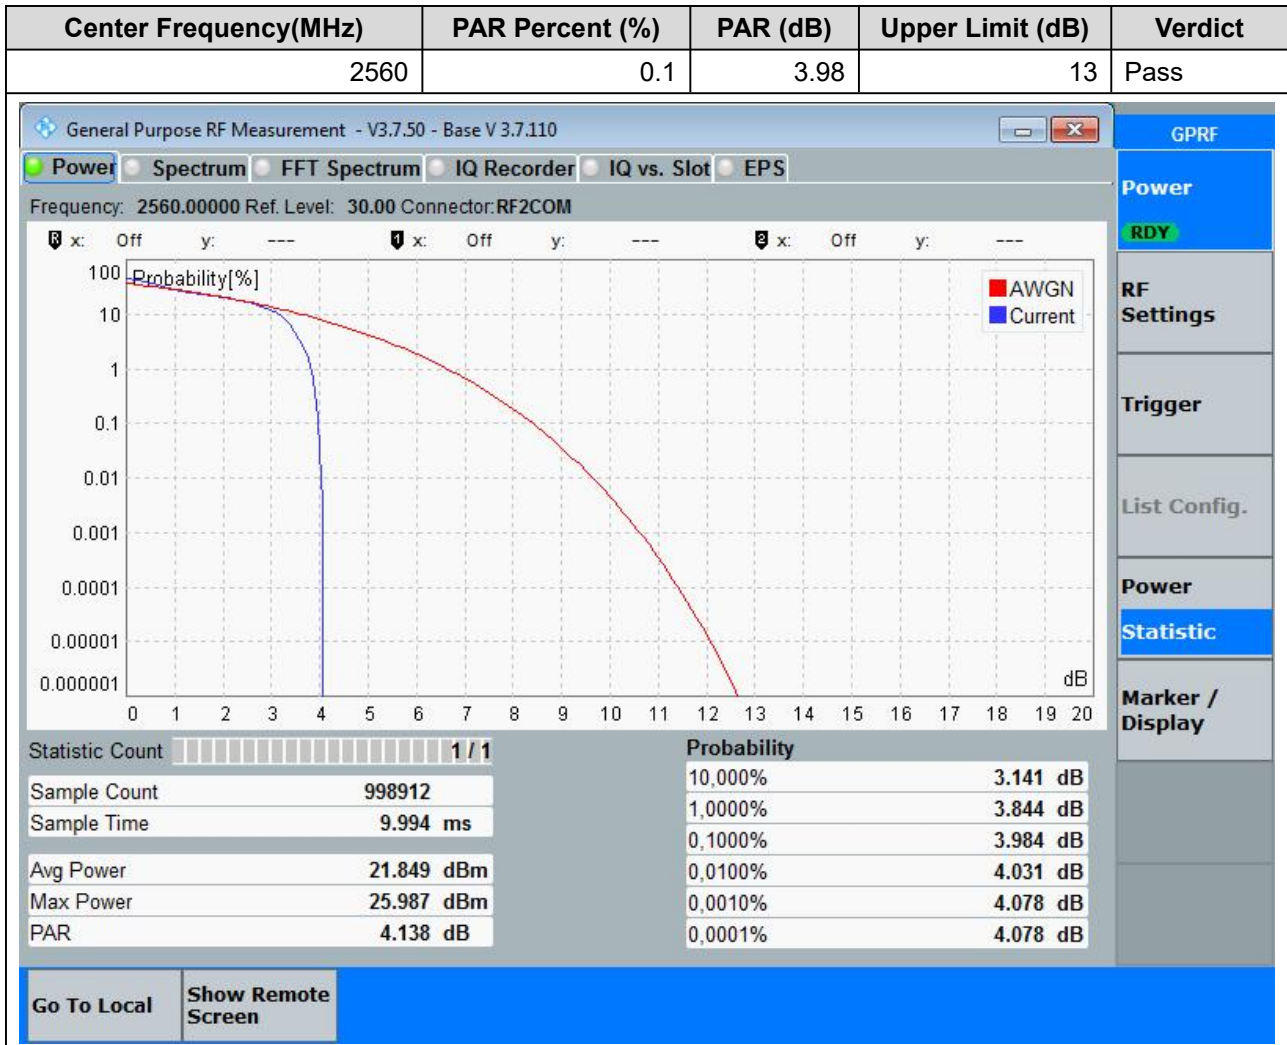 Center Frequency(MHz) PAR Percent (%) PAR (dB) Upper Limit (dB) Verdict
2560 0.1 3.98 13 Pass
General Purpose RF Measurement - V3.7.50 - Base V 3.7.110
GPRF
Power Spectrum FFT Spectrum IQ Recorder IQ vs. Slot EPS
Frequency: 2560.00000 Ref. Level: 30.00 Connector:RF2COM
R x: Off y: --- 1 x: Off y: --- 2 x: Off y: ---
Probability[%]
AWGN
Current
100
10
1
0.1
0.01
0.001
0.0001
0.00001
0.000001
dB
0 1 2 3 4 5 6 7 8 9 10 11 12 13 14 15 16 17 18 19 20
Statistic Count 1 / 1
Sample Count 998912
Sample Time 9.994 ms
Avg Power 21.849 dBm
Max Power 25.987 dBm
PAR 4.138 dB
Probability
10,000% 3.141 dB
1,0000% 3.844 dB
0,1000% 3.984 dB
0,0100% 4.031 dB
0,0010% 4.078 dB
0,0001% 4.078 dB
Power
RDY
RF
Settings
Trigger
List Config.
Power
Statistic
Marker /
Display
Go To Local
Show Remote
Screen